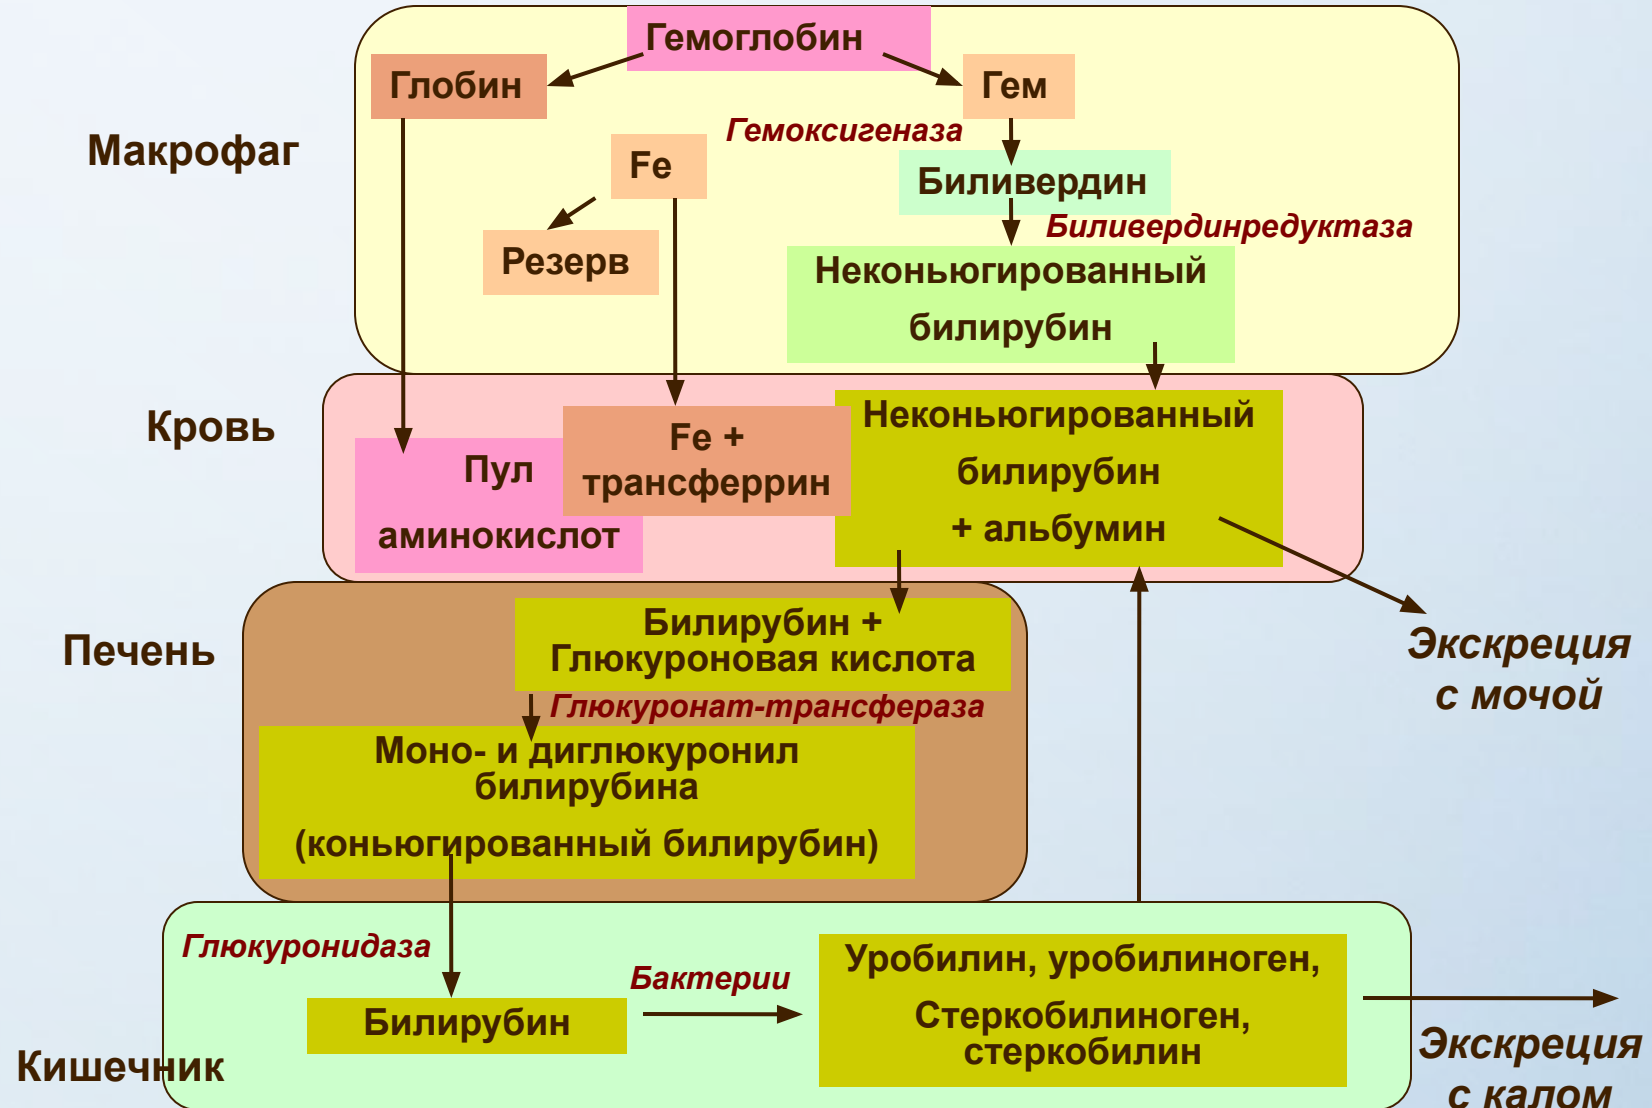 Гемоглобин
Глобин
Гем
Гемоксигеназа
Макрофаг
Fe
Биливердин
Биливердинредуктаза
Резерв
Неконьюгированный
билирубин
Кровь
Пул
аминокислот
Fe +
трансферрин
Неконьюгированный
билирубин
+ альбумин
Печень
Билирубин +
Глюкуроновая кислота
Экскреция
с мочой
Глюкуронат-трансфераза
Моно- и диглюкуронил
билирубина
(коньюгированный билирубин)
Глюкуронидаза
Бактерии
Билирубин
Уробилин, уробилиноген,
Стеркобилиноген,
стеркобилин
Кишечник
Экскреция
с калом